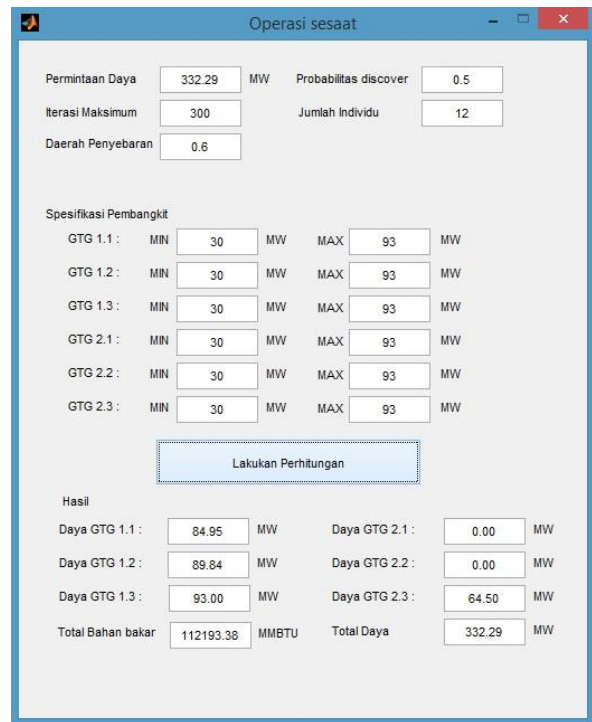 Operasi sesaat
Permintaan Daya 332.29 MW Probabilitas discover 0.5
Iterasi Maksimum 300 Jumlah Individu 12
Daerah Penyebaran 0.6
Spesifikasi Pembangkit
GTG 1.1 : MIN 30 MW MAX 93 MW
GTG 1.2 : MIN 30 MW MAX 93 MW
GTG 1.3 : MIN 30 MW MAX 93 MW
GTG 2.1 : MIN 30 MW MAX 93 MW
GTG 2.2 : MIN 30 MW MAX 93 MW
GTG 2.3 : MIN 30 MW MAX 93 MW
Lakukan Perhitungan
Hasil
Daya GTG 1.1 : 84.95 MW Daya GTG 2.1 : 0.00 MW
Daya GTG 1.2 : 89.84 MW Daya GTG 2.2 : 0.00 MW
Daya GTG 1.3 : 93.00 MW Daya GTG 2.3 : 64.50 MW
Total Bahan bakar 112193.38 MMBTU Total Daya 332.29 MW